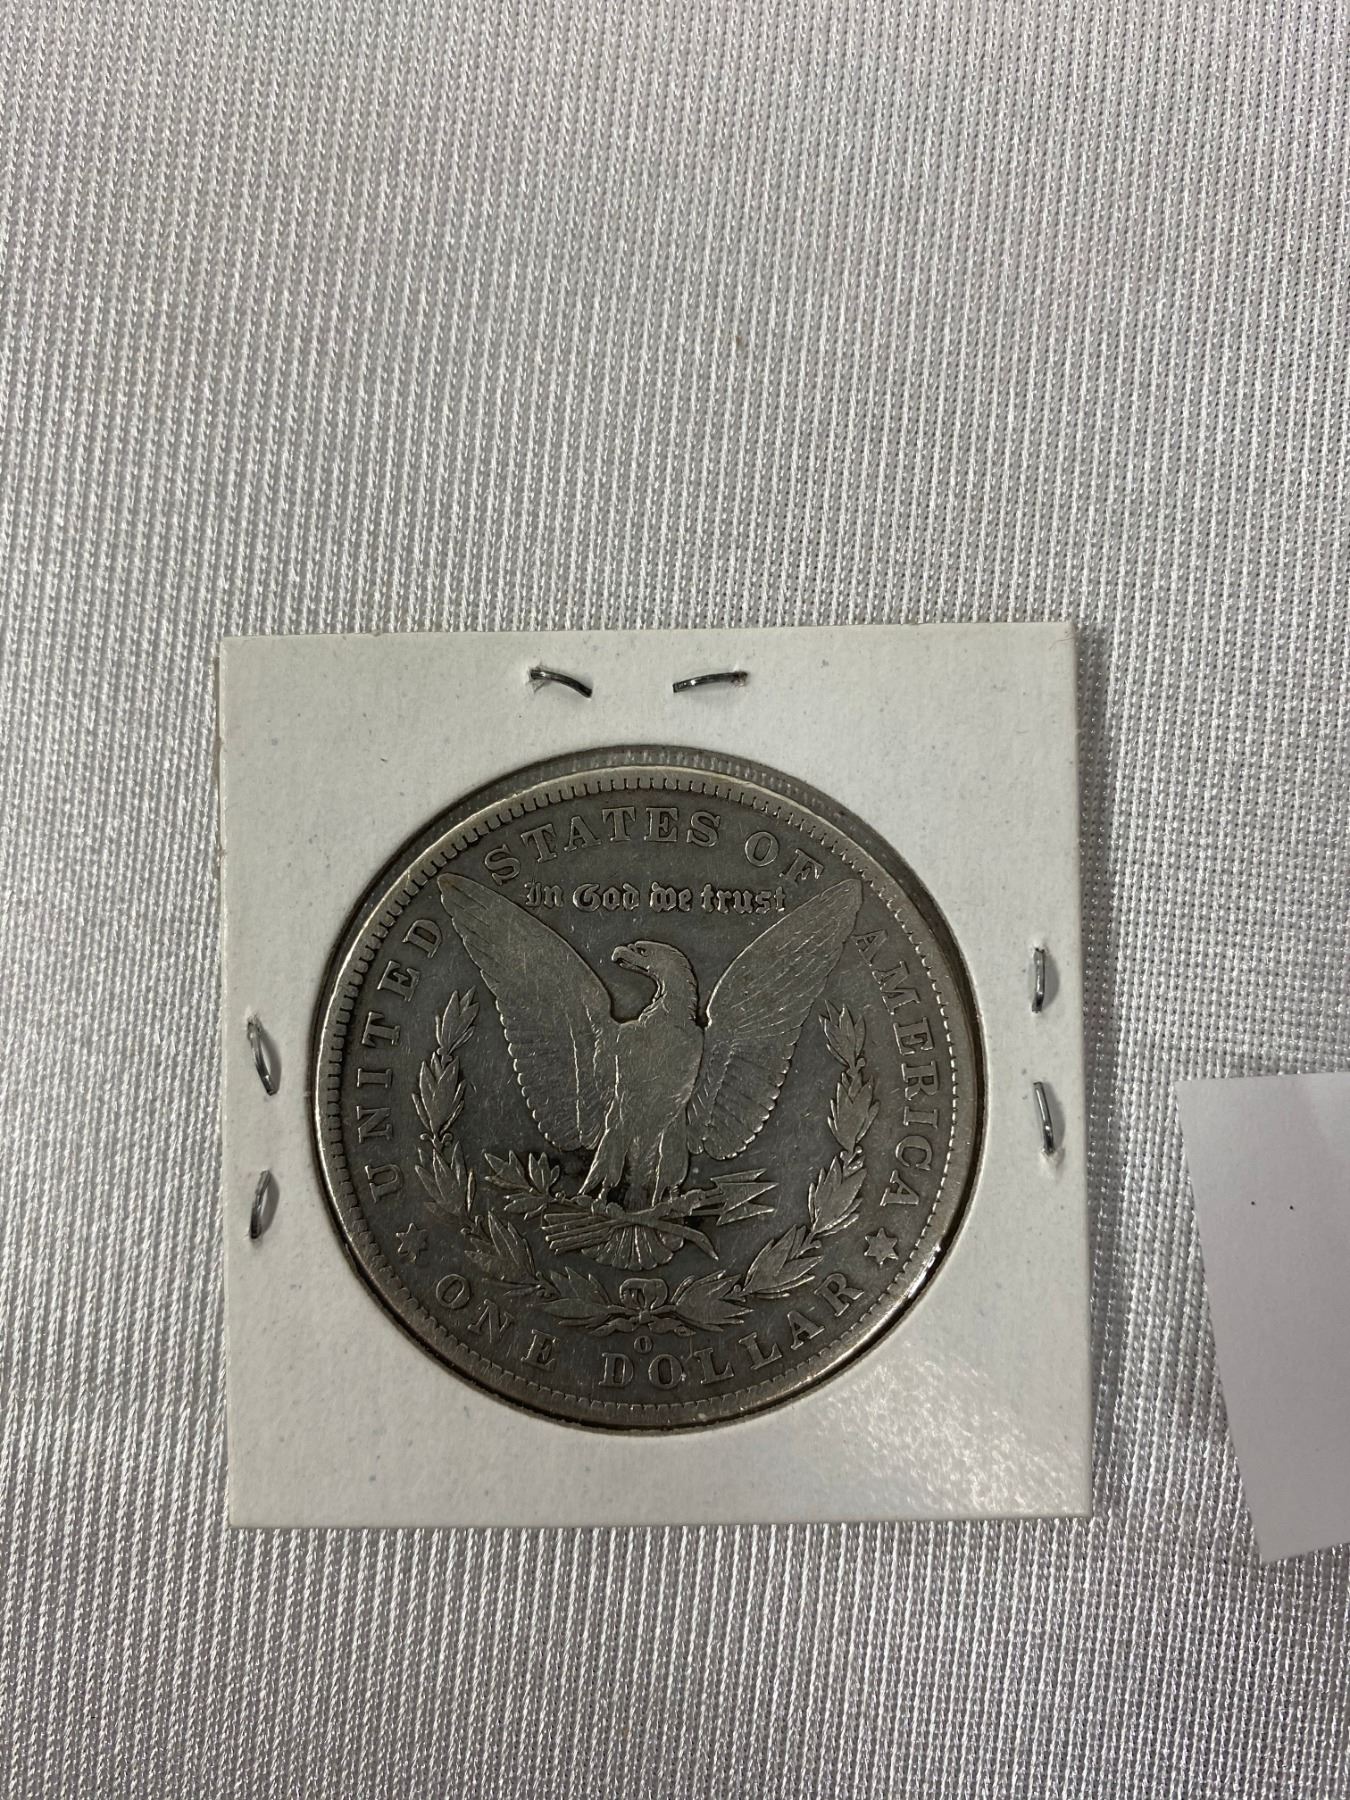 UNITED STATES OF AMERICA
In God we trust
O
ONE DOLLAR